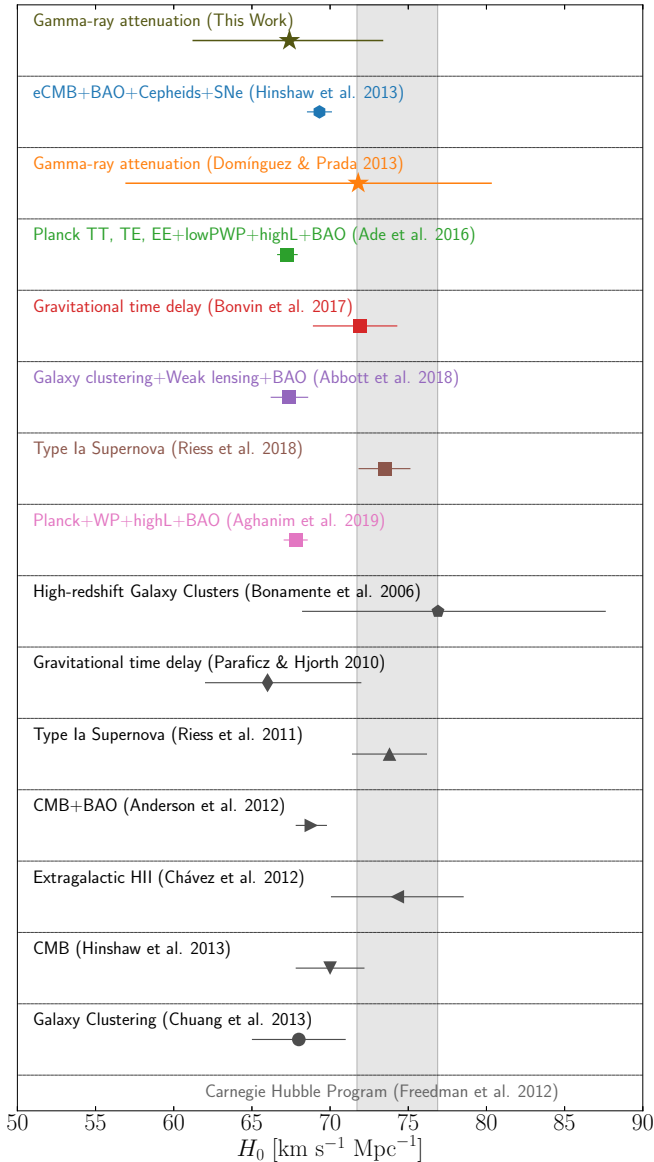 Gamma-ray attenuation (This Work)
eCMB+BAO+Cepheids+SNe (Hinshaw et al. 2013)
Gamma-ray attenuation (Domínguez & Prada 2013)
Planck TT, TE, EE+lowPWP+highL+BAO (Ade et al. 2016)
Gravitational time delay (Bonvin et al. 2017)
Galaxy clustering+Weak lensing+BAO (Abbott et al. 2018)
Type Ia Supernova (Riess et al. 2018)
Planck+WP+highL+BAO (Aghanim et al. 2019)
High-redshift Galaxy Clusters (Bonamente et al. 2006)
Gravitational time delay (Paraficz & Hjorth 2010)
Type Ia Supernova (Riess et al. 2011)
CMB+BAO (Anderson et al. 2012)
Extragalactic HII (Chávez et al. 2012)
CMB (Hinshaw et al. 2013)
Galaxy Clustering (Chuang et al. 2013)
Carnegie Hubble Program (Freedman et al. 2012)
50 55 60 65 70 75 80 85 90
H₀ [km s⁻¹ Mpc⁻¹]